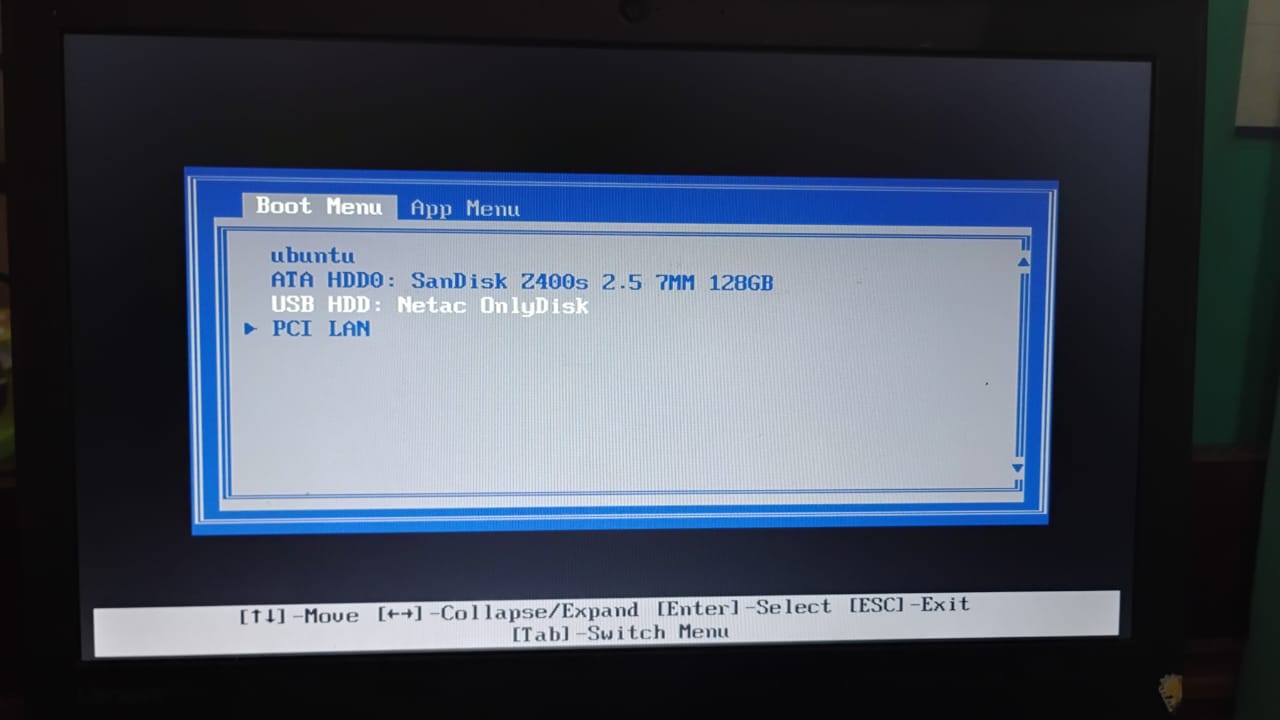 Boot Menu App Menu
ubuntu
ATA HDD0: SanDisk Z400s 2.5 7MM 128GB
USB HDD: Netac OnlyDisk
PCI LAN
[↑↓]-Move [←→]-Collapse/Expand [Enter]-Select [ESC]-Exit
[Tab]-Switch Menu